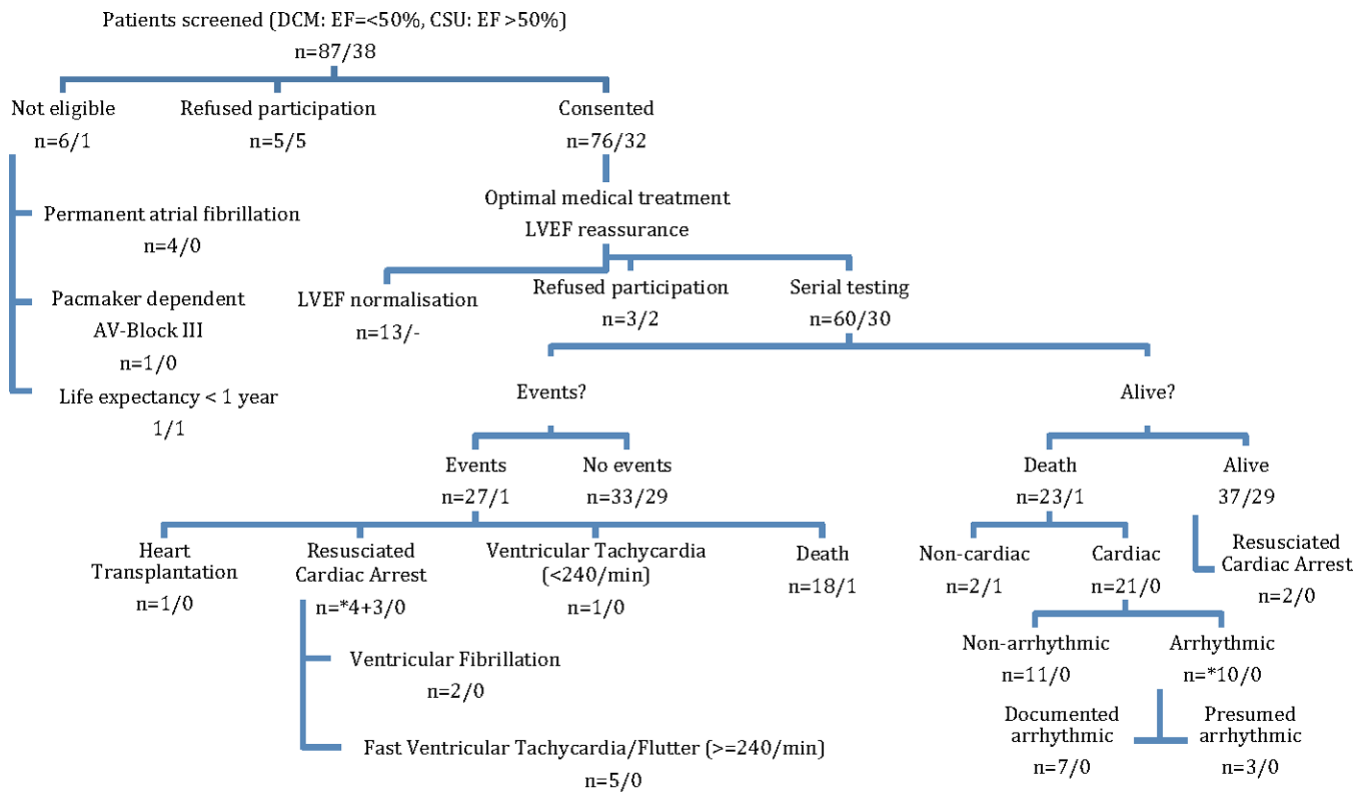 Patients screened (DCM: EF=<50%, CSU: EF >50%)
n=87/38
Not eligible
n=6/1
Refused participation
n=5/5
Consented
n=76/32
Permanent atrial fibrillation
n=4/0
Pacmaker dependent
AV-Block III
n=1/0
Life expectancy < 1 year
1/1
Optimal medical treatment
LVEF reassurance
LVEF normalisation
n=13/-
Refused participation
n=3/2
Serial testing
n=60/30
Events?
Alive?
Events
n=27/1
No events
n=33/29
Death
n=23/1
Alive
37/29
Heart
Transplantation
n=1/0
Resusciated
Cardiac Arrest
n=*4+3/0
Ventricular Tachycardia
(<240/min)
n=1/0
Death
n=18/1
Non-cardiac
n=2/1
Cardiac
n=21/0
Resusciated
Cardiac Arrest
n=2/0
Ventricular Fibrillation
n=2/0
Fast Ventricular Tachycardia/Flutter (>=240/min)
n=5/0
Non-arrhythmic
n=11/0
Arrhythmic
n=*10/0
Documented
arrhythmic
n=7/0
Presumed
arrhythmic
n=3/0